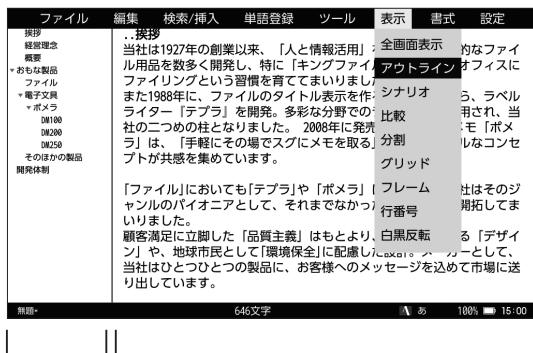 ファイル 編集 検索/挿入 単語登録 ツール 表示 書式 設定
挨拶
経営理念
概要
▼おもな製品
ファイル
▼電子文具
▼ポメラ
DM100
DM200
DM250
そのほかの製品
開発体制
..挨拶
当社は1927年の創業以来、「人と情報活用」 的なファイ
ル用品を数多く開発し、特に「キングファイ オフィスに
ファイリングという習慣を育ててまいりまし
また1988年に、ファイルのタイトル表示を作 ら、ラベル
ライター「テプラ」を開発。多彩な分野での 用され、当
社の二つめの柱となりました。 2008年に発売 モ「ポメ
ラ」は、「手軽にその場でスグにメモを取る」 ルなコンセ
プトが共感を集めています。
「ファイル」においても「テプラ」や「ポメラ」 社はその���
ャンルのパイオニアとして、それまでなかっ 開拓してま
いりました。
顧客満足に立脚した「品質主義」はもとより、 る「デザイ
ン」や、地球市民として「環境保全」に配慮した設計。メーカーとして、
当社はひとつひとつの製品に、お客様へのメッセージを込めて市場に送
り出しています。
全画面表示
アウトライン
シナリオ
比較
分割
グリッド
フレーム
行番号
白黒反転
無題* 646文字 A あ 100% 15:00